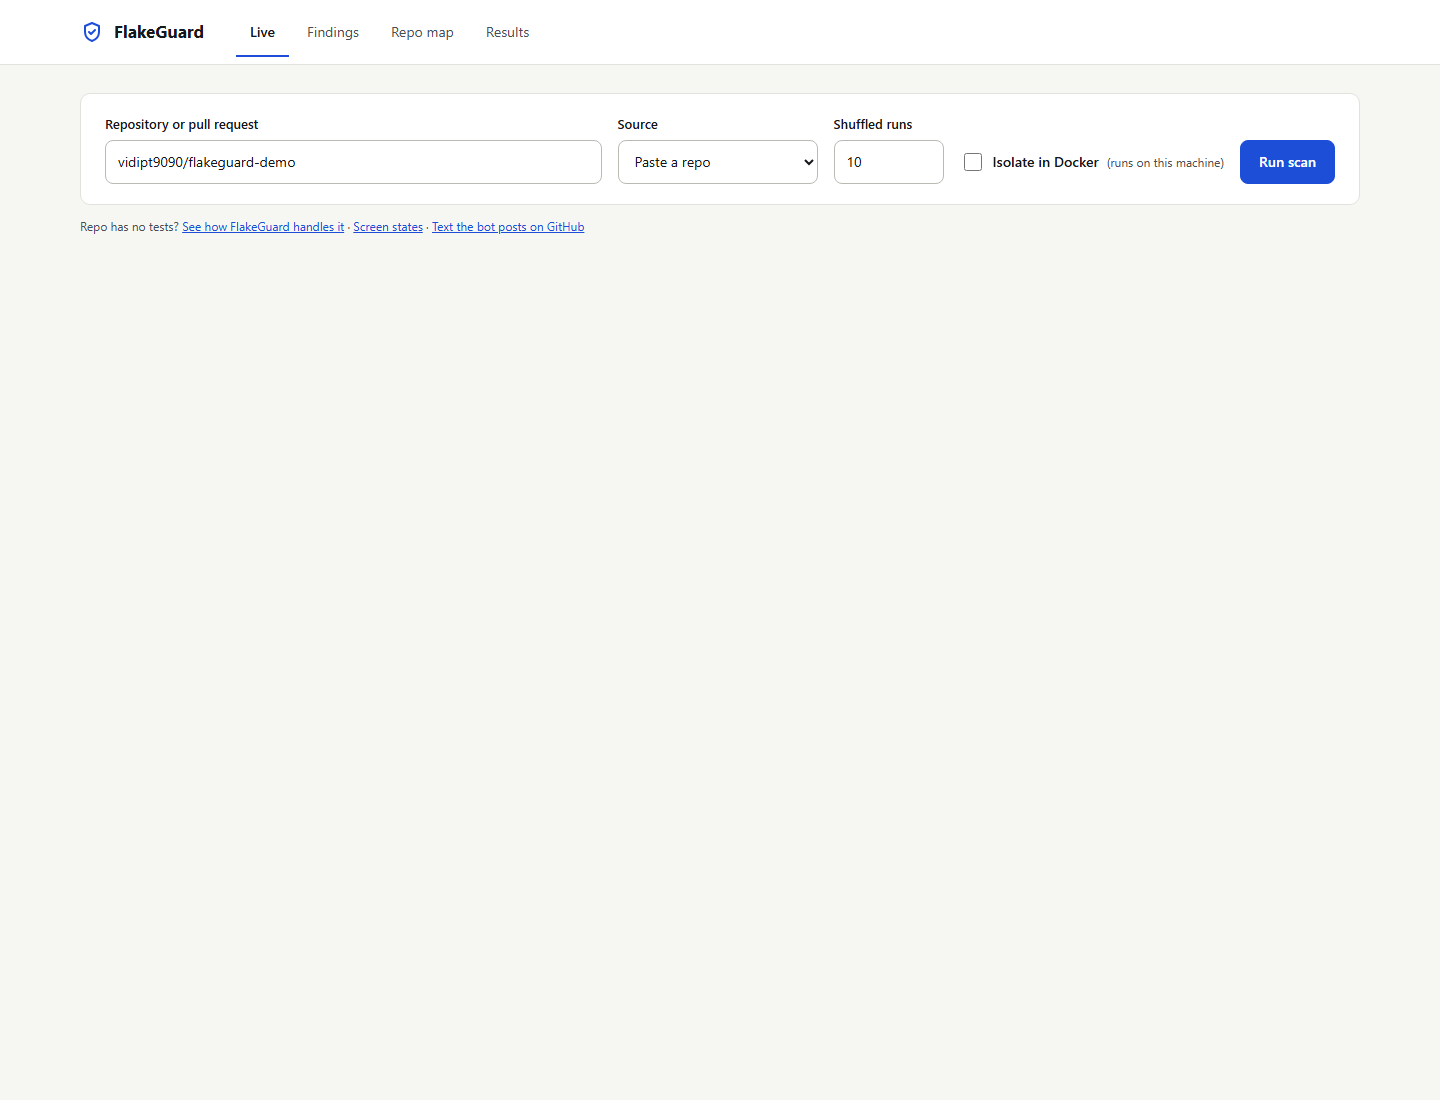 FlakeGuard Live Findings Repo map Results
Repository or pull request Source Shuffled runs
vidipt9090/flakeguard-demo Paste a repo 10 Isolate in Docker (runs on this machine) Run scan
Repo has no tests? See how FlakeGuard handles it · Screen states · Text the bot posts on GitHub